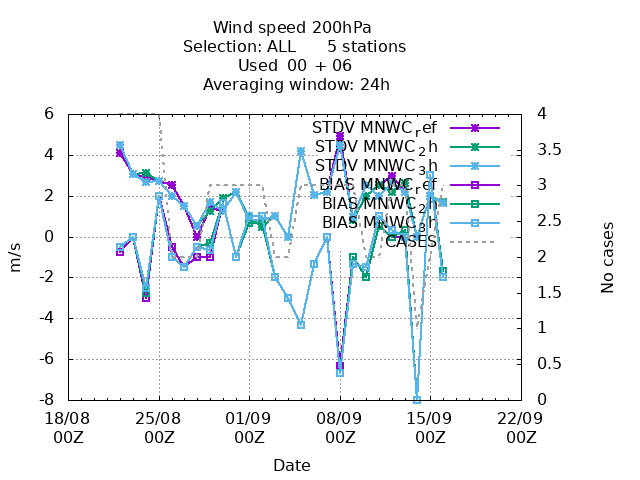 Wind speed 200hPa
Selection: ALL 5 stations
Used 00 + 06
Averaging window: 24h
6 4
4 3.5
2 3
0 2.5
-2 2
-4 1.5
-6 1
-8 0.5
0
m/s
No cases
STDV MNWC_ref
STDV MNWC_2h
STDV MNWC_3h
BIAS MNWC_ref
BIAS MNWC_2h
BIAS MNWC_3h
CASES
18/08 25/08 01/09 08/09 15/09 22/09
00Z 00Z 00Z 00Z 00Z 00Z
Date